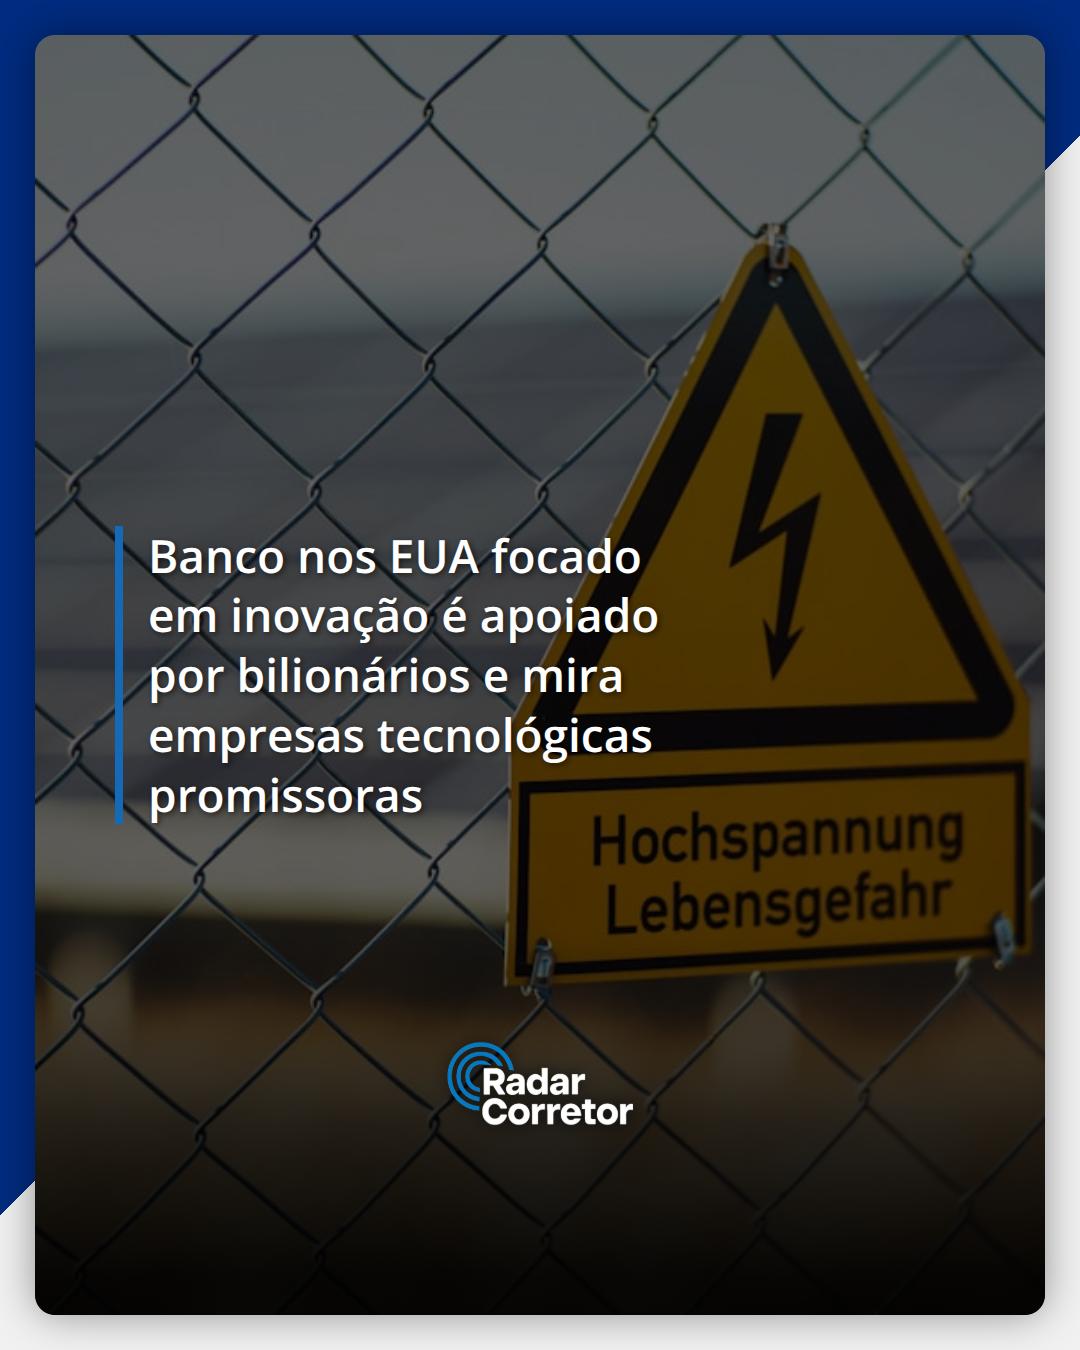 Banco nos EUA focado
em inovação é apoiado
por bilionários e mira
empresas tecnológicas
promissoras
Hochspannung
Lebensgefahr
Radar
Corretor